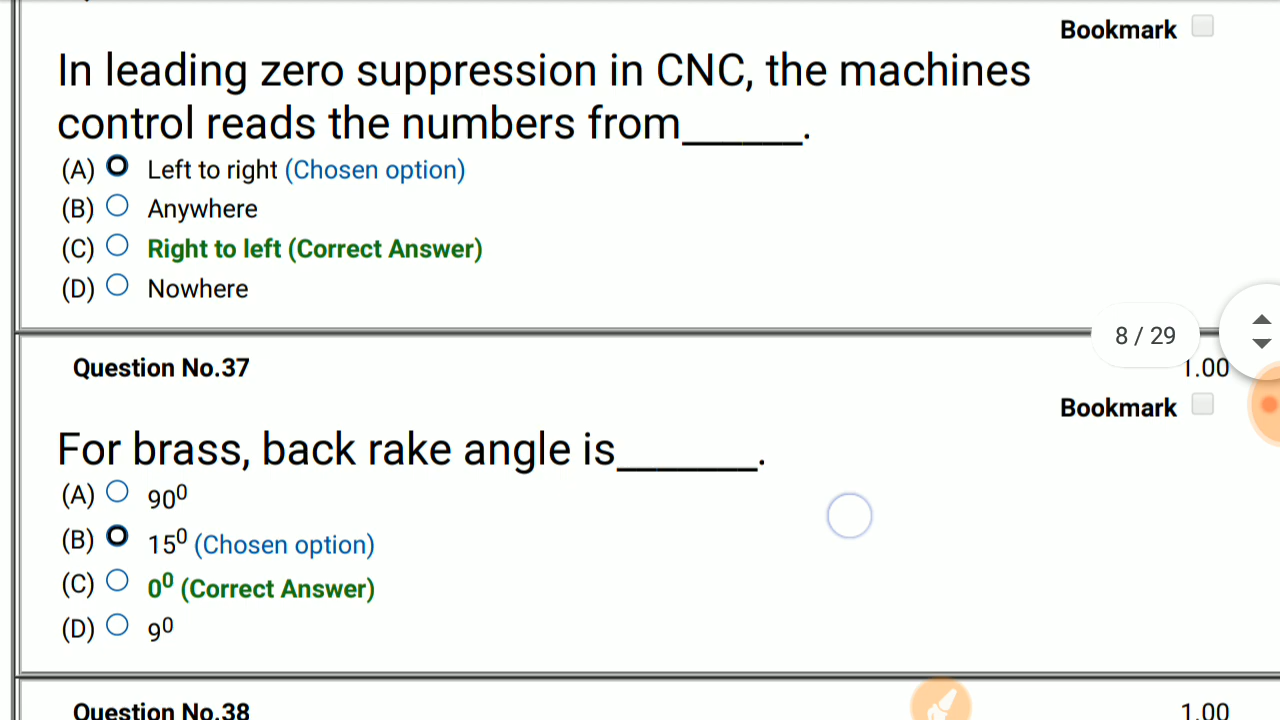 Bookmark
In leading zero suppression in CNC, the machines
control reads the numbers from______.
(A) Left to right (Chosen option)
(B) Anywhere
(C) Right to left (Correct Answer)
(D) Nowhere
8 / 29
Question No.37 1.00
Bookmark
For brass, back rake angle is_______.
(A) 90⁰
(B) 15⁰ (Chosen option)
(C) 0⁰ (Correct Answer)
(D) 9⁰
Question No.38 1.00